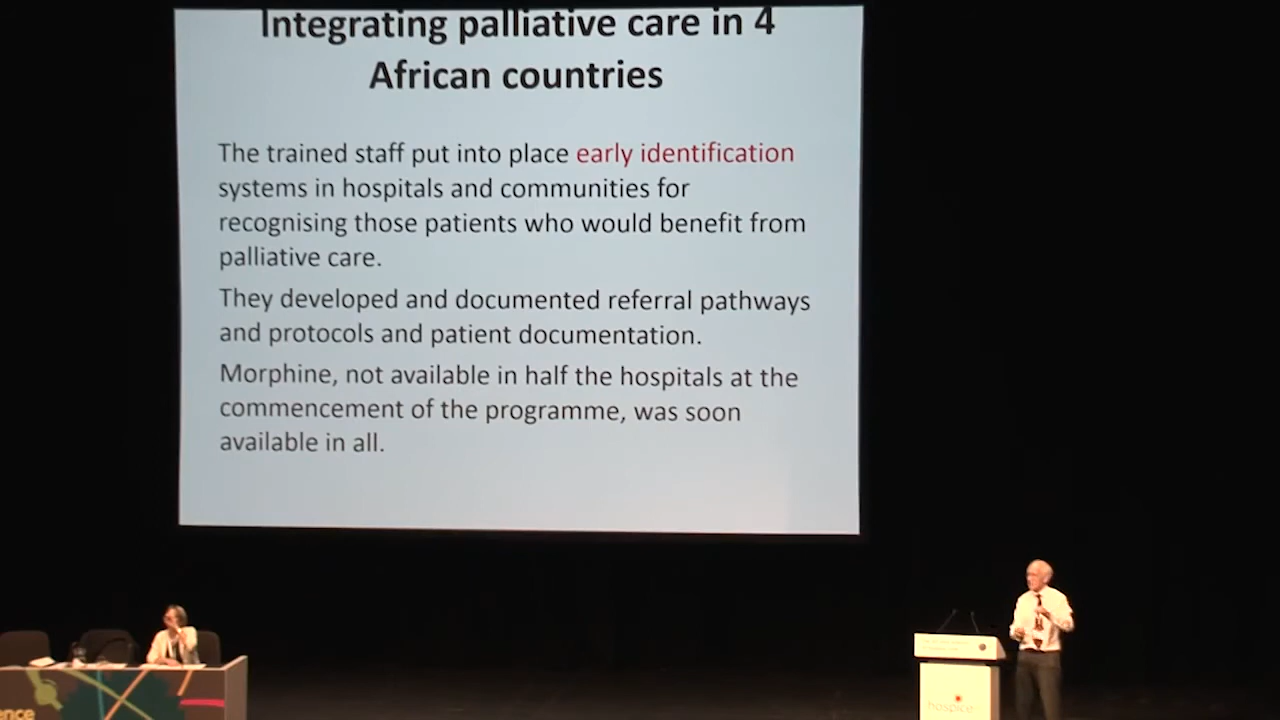 Integrating palliative care in 4
African countries
The trained staff put into place early identification
systems in hospitals and communities for
recognising those patients who would benefit from
palliative care.
They developed and documented referral pathways
and protocols and patient documentation.
Morphine, not available in half the hospitals at the
commencement of the programme, was soon
available in all.
ence
hospice